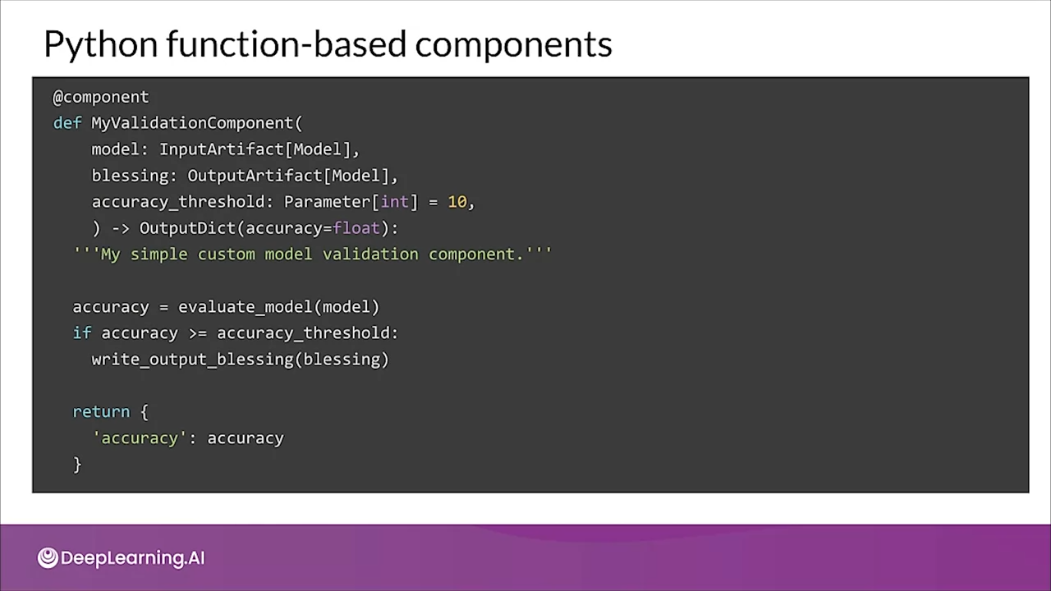 Python function-based components
@component
def MyValidationComponent(
model: InputArtifact[Model],
blessing: OutputArtifact[Model],
accuracy_threshold: Parameter[int] = 10,
) -> OutputDict(accuracy=float):
'''My simple custom model validation component.'''
accuracy = evaluate_model(model)
if accuracy >= accuracy_threshold:
write_output_blessing(blessing)
return {
'accuracy': accuracy
}
DeepLearning.AI